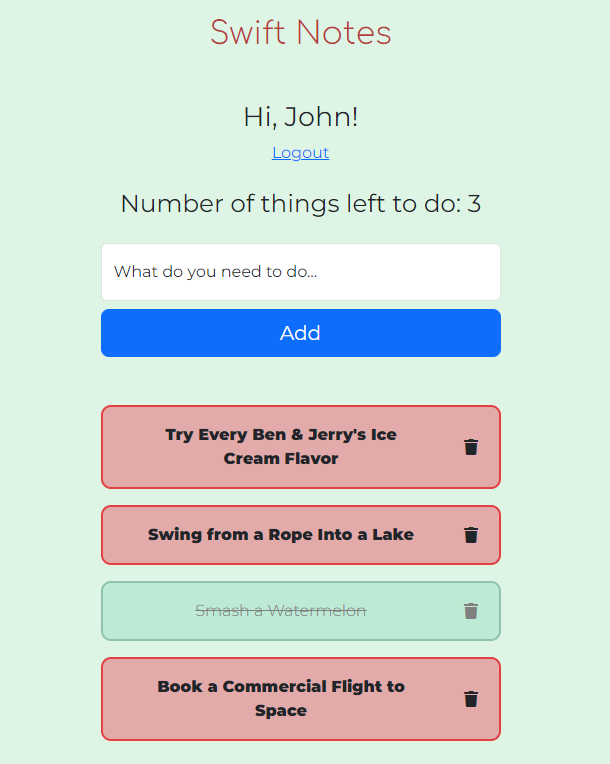 Swift Notes
Hi, John!
Logout
Number of things left to do: 3
What do you need to do...
Add
Try Every Ben & Jerry's Ice
Cream Flavor
Swing from a Rope Into a Lake
Smash a Watermelon
Book a Commercial Flight to
Space